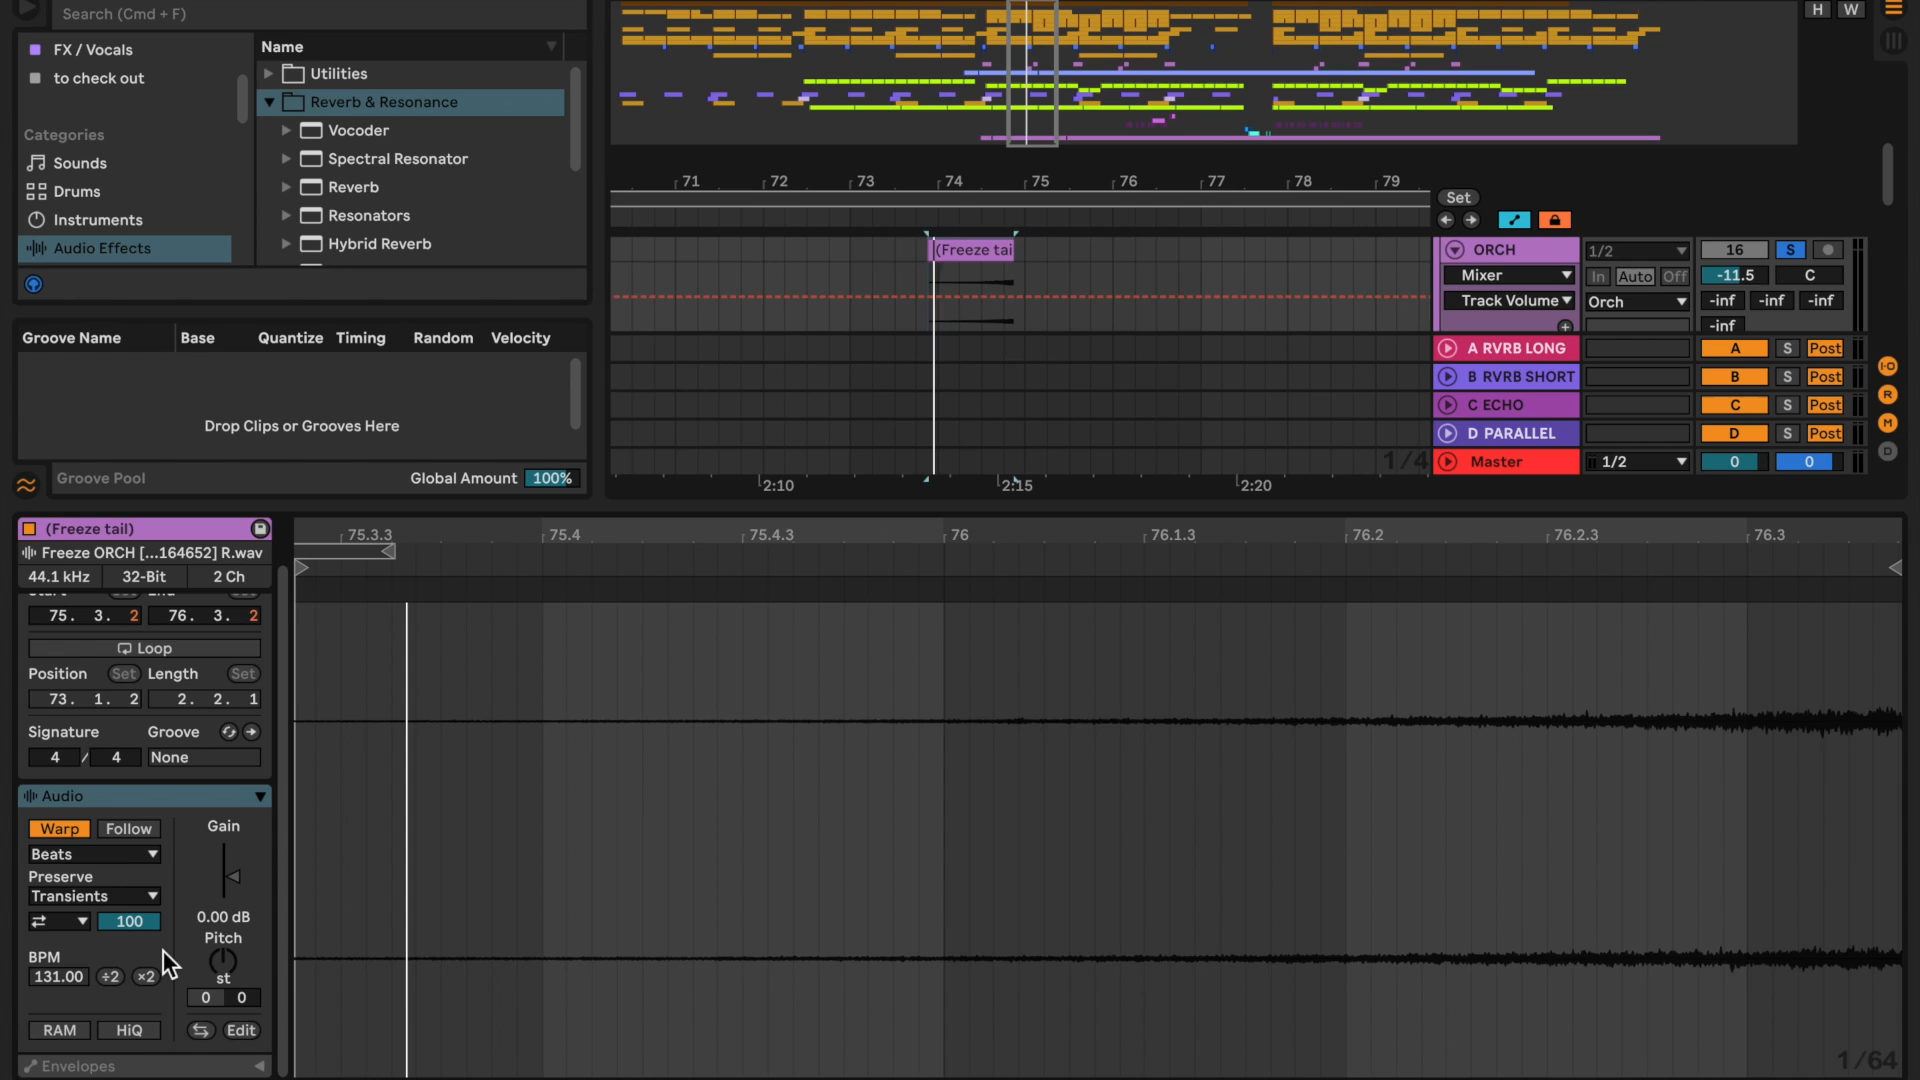 Search (Cmd + F)
H W
FX / Vocals
to check out
Categories
Sounds
Drums
Instruments
Audio Effects
Name
Utilities
Reverb & Resonance
Vocoder
Spectral Resonator
Reverb
Resonators
Hybrid Reverb
71 72 73 74 75 76 77 78 79
Set
(Freeze tai
ORCH
Mixer
Track Volume
1/2
In Auto Off
Orch
16 S
-11.5 C
-inf -inf -inf
-inf
A RVRB LONG A S Post
B RVRB SHORT B S Post
C ECHO C S Post
D PARALLEL D S Post
Master 1/2 0 0
1/4
I·O
R
M
D
2:10 2:15 2:20
Groove Name Base Quantize Timing Random Velocity
Drop Clips or Grooves Here
Groove Pool Global Amount 100%
(Freeze tail)
Freeze ORCH [...164652] R.wav
44.1 kHz 32-Bit 2 Ch
75. 3. 2 76. 3. 2
Loop
Position Set Length Set
73. 1. 2 2. 2. 1
Signature Groove
4 / 4 None
Audio
Warp Follow Gain
Beats
Preserve
Transients
100 0.00 dB
Pitch
BPM st
131.00 ÷2 ×2
0 0
RAM HiQ Edit
Envelopes
75.3.3 75.4 75.4.3 76 76.1.3 76.2 76.2.3 76.3
1/64